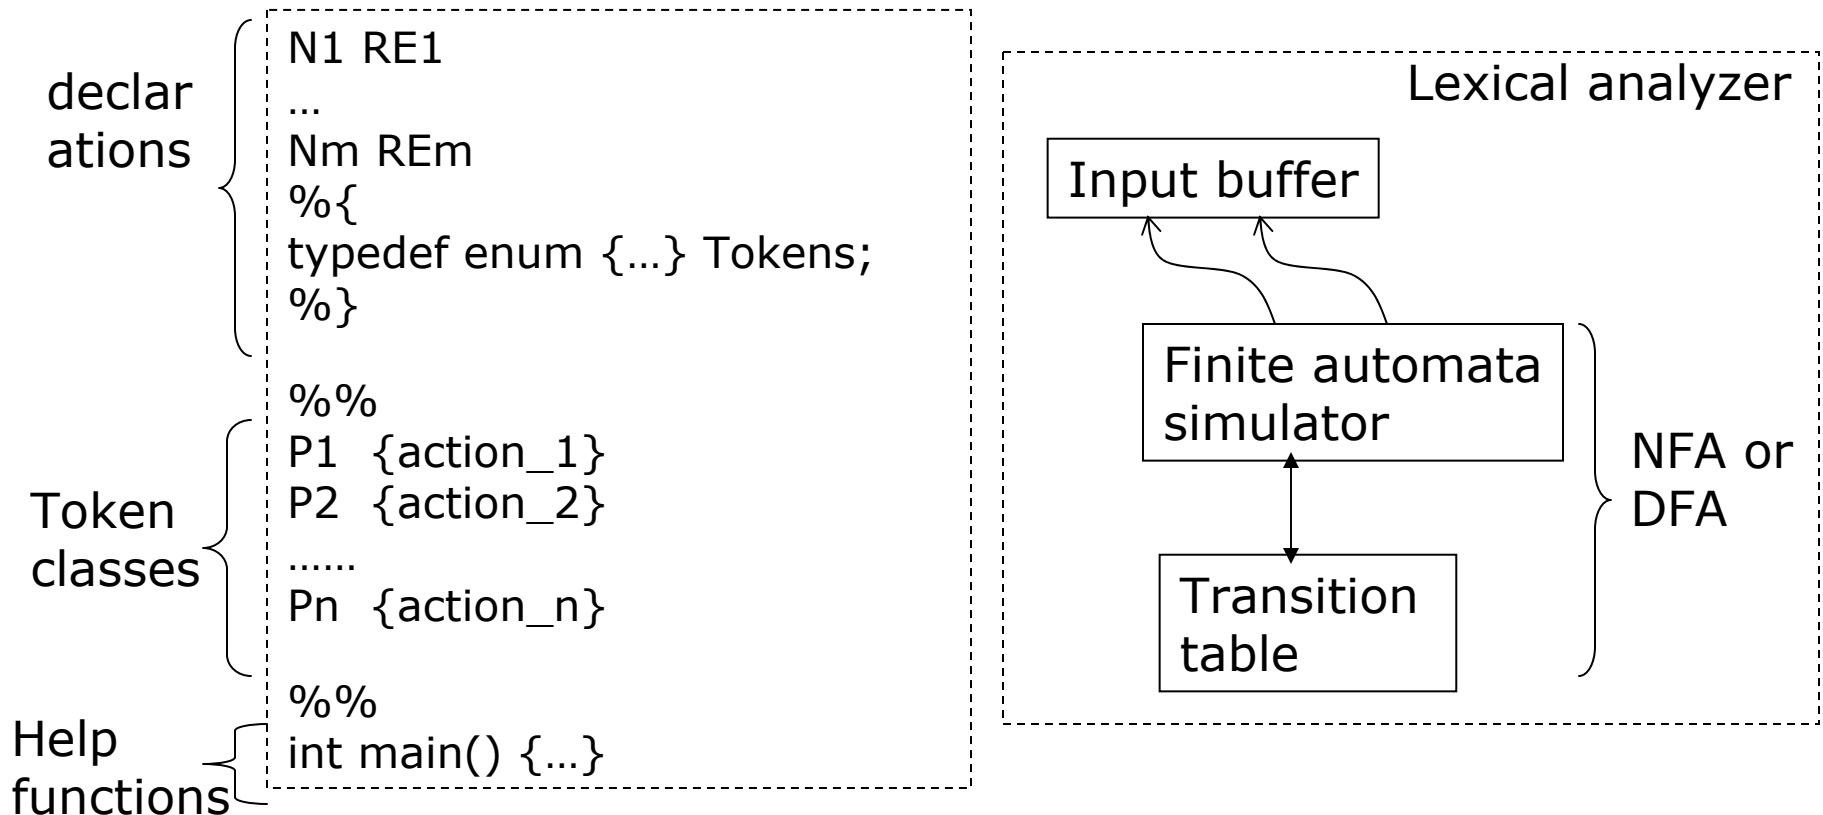 declar
ations
N1 RE1
...
Nm REm
%{
typedef enum {...} Tokens;
%}
%%
Token
classes
P1 {action_1}
P2 {action_2}
......
Pn {action_n}
%%
Help
functions
int main() {...}
Lexical analyzer
Input buffer
Finite automata
simulator
NFA or
DFA
Transition
table